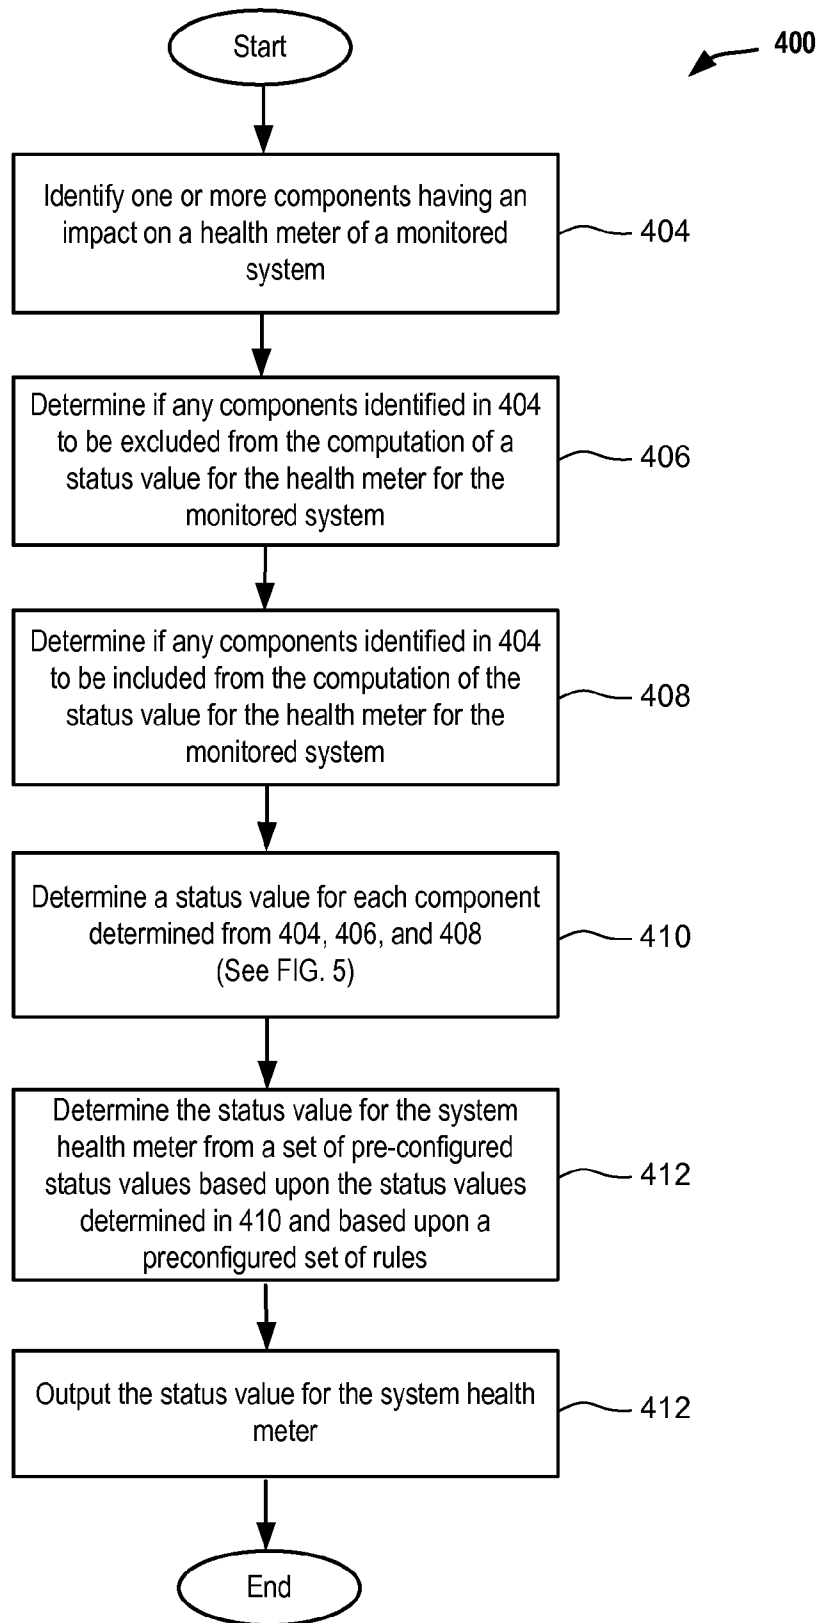 Start
400
Identify one or more components having an
impact on a health meter of a monitored
system
404
Determine if any components identified in 404
to be excluded from the computation of a
status value for the health meter for the
monitored system
406
Determine if any components identified in 404
to be included from the computation of the
status value for the health meter for the
monitored system
408
Determine a status value for each component
determined from 404, 406, and 408
(See FIG. 5)
410
Determine the status value for the system
health meter from a set of pre-configured
status values based upon the status values
determined in 410 and based upon a
preconfigured set of rules
412
Output the status value for the system health
meter
412
End